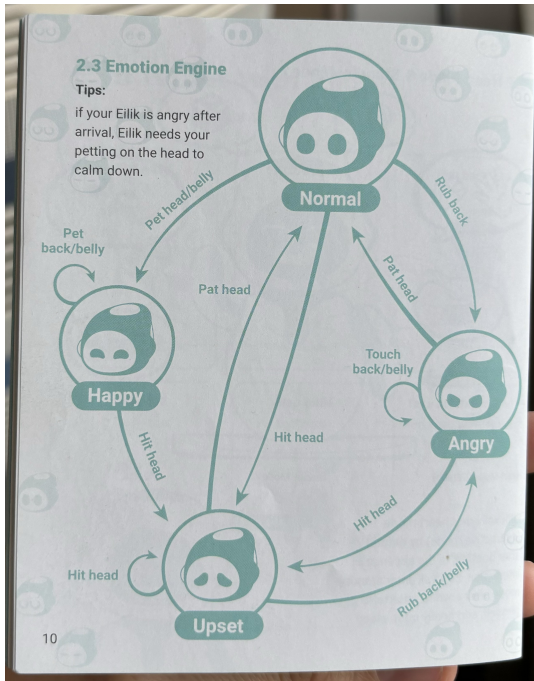 2.3 Emotion Engine
Tips:
if your Eilik is angry after
arrival, Eilik needs your
petting on the head to
calm down.
Normal
Pet head/belly
Rub back
Pet
back/belly
Pat head
Pat head
Happy
Touch
back/belly
Angry
Hit head
Hit head
Hit head
Hit head
Rub back/belly
Upset
10